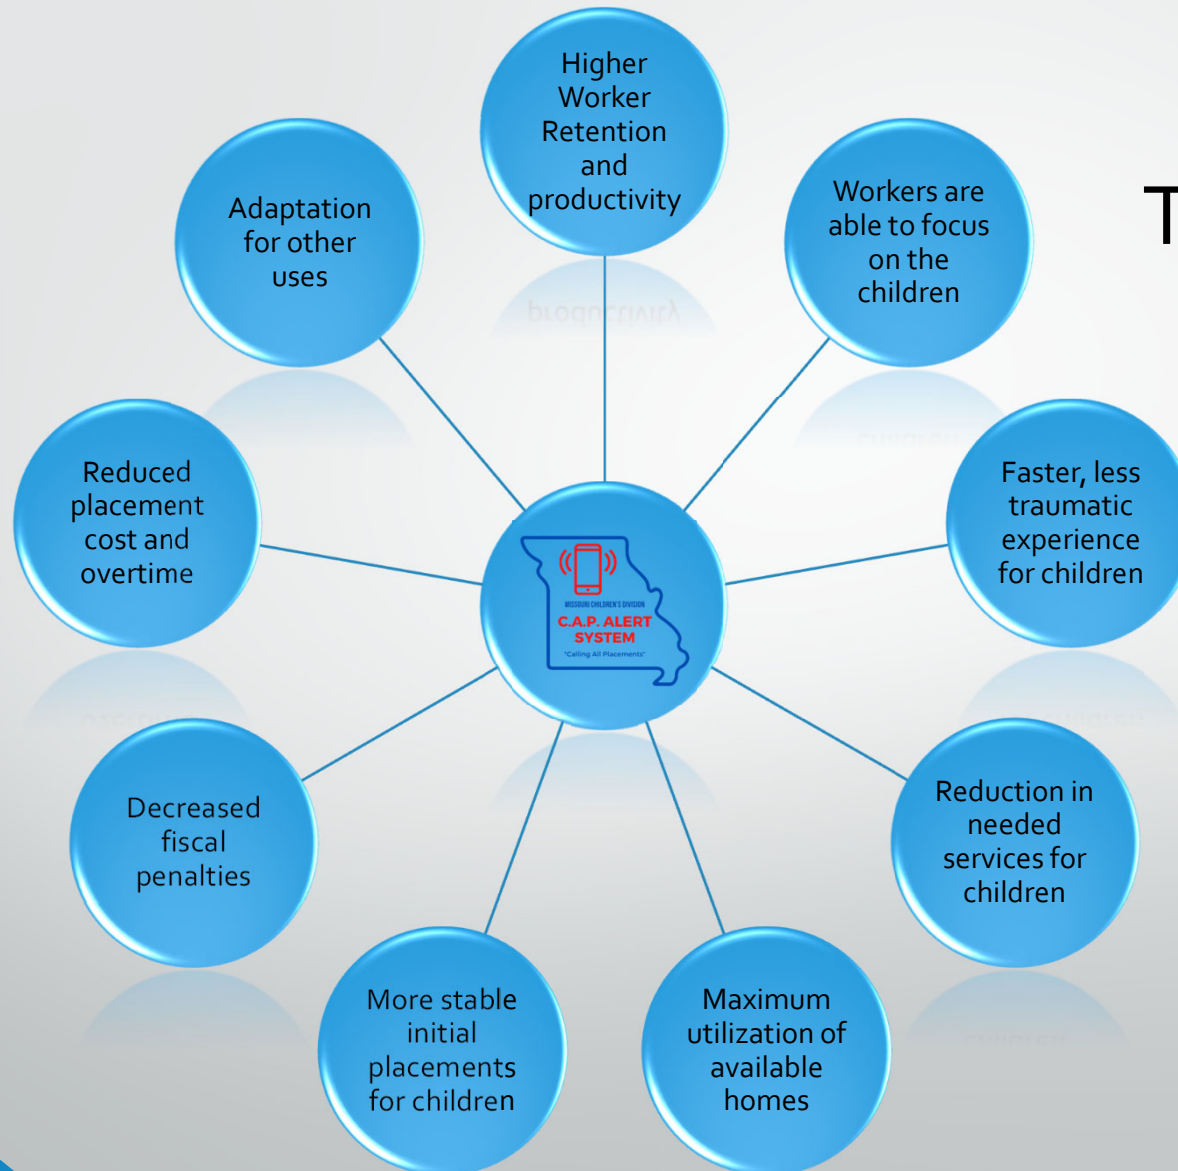 Higher
Worker
Retention
and
productivity
Workers are
able to focus
on the
children
T
Faster, less
traumatic
experience
for children
Reduction in
needed
services for
children
Maximum
utilization of
available
homes
More stable
initial
placements
for children
Decreased
fiscal
penalties
Reduced
placement
cost and
overtime
Adaptation
for other
uses
MISSOURI CHILDREN'S DIVISION
C.A.P. ALERT
SYSTEM
"Calling All Placements"